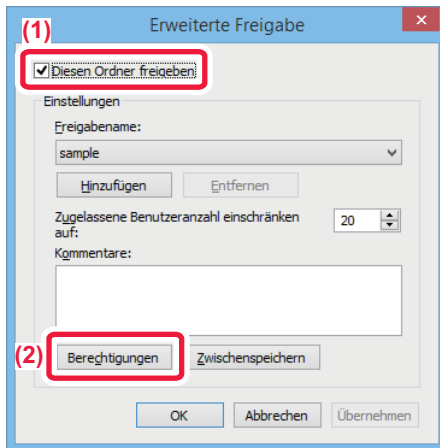 Erweiterte Freigabe
(1)
Diesen Ordner freigeben
Einstellungen
Freigabename:
sample
Hinzufügen Entfernen
Zugelassene Benutzeranzahl einschränken
auf:
20
Kommentare:
(2)
Berechtigungen Zwischenspeichern
OK Abbrechen Übernehmen